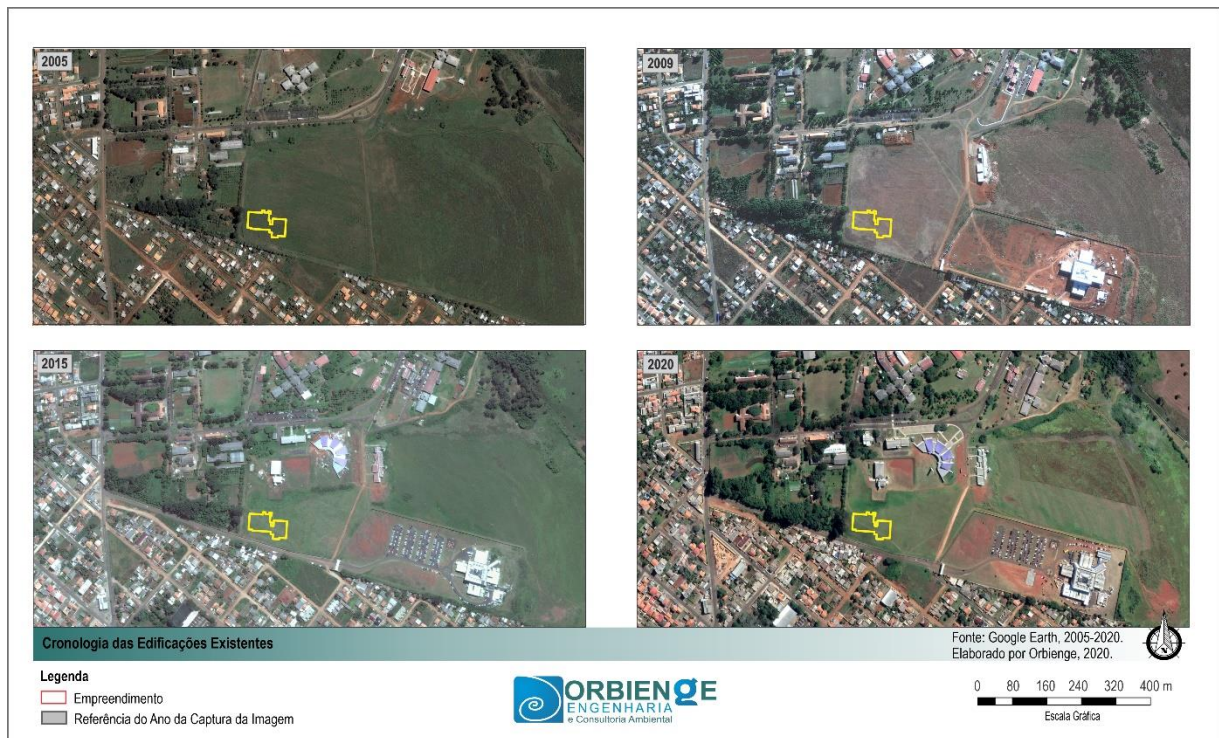 2005
2009
2015
2020
Cronologia das Edificações Existentes
Fonte: Google Earth, 2005-2020.
Elaborado por Orbienge, 2020.
Legenda
Empreendimento
Referência do Ano da Captura da Imagem
ORBIENGE
ENGENHARIA
e Consultoria Ambiental
0 80 160 240 320 400 m
Escala Gráfica